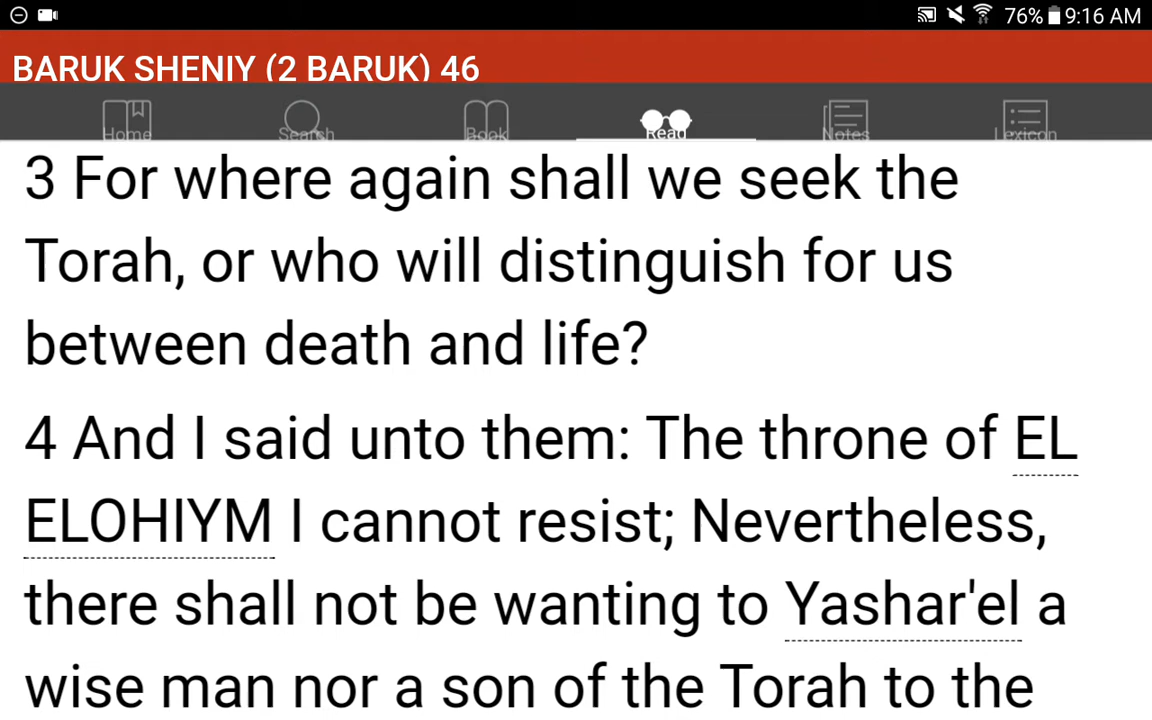 76% 9:16 AM
BARUK SHENIY (2 BARUK) 46
Home Search Book Read Notes Lexicon
3 For where again shall we seek the
Torah, or who will distinguish for us
between death and life?
4 And I said unto them: The throne of EL
ELOHIYM I cannot resist; Nevertheless,
there shall not be wanting to Yashar'el a
wise man nor a son of the Torah to the